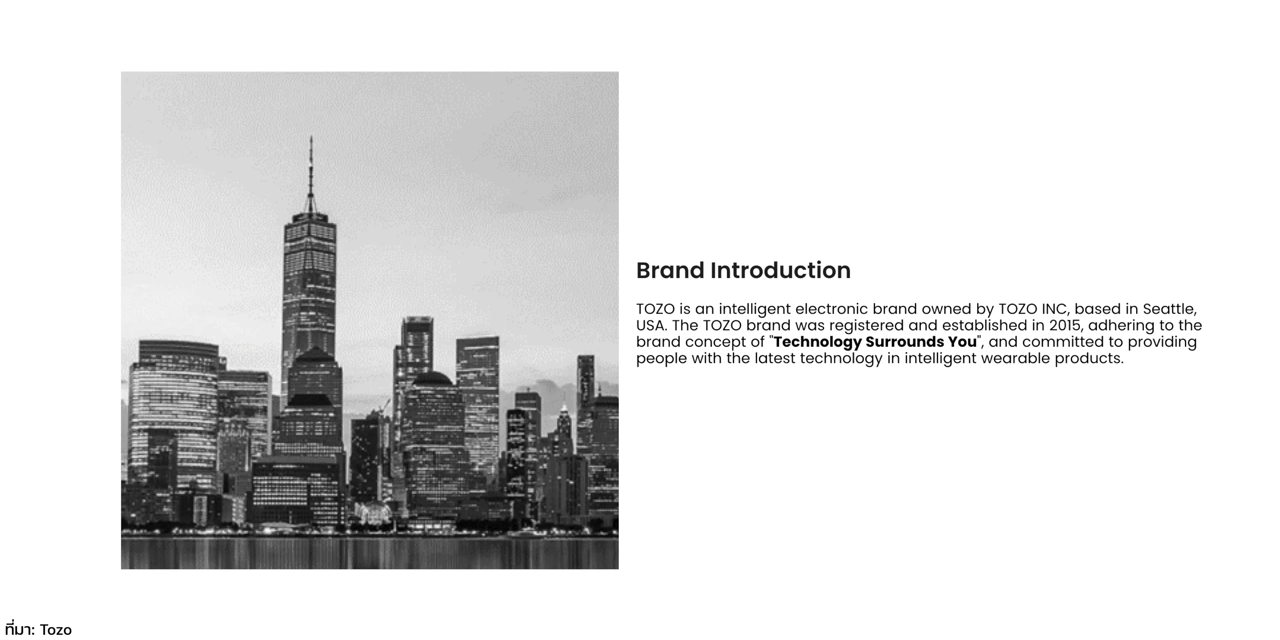 Brand Introduction
TOZO is an intelligent electronic brand owned by TOZO INC, based in Seattle,
USA. The TOZO brand was registered and established in 2015, adhering to the
brand concept of "Technology Surrounds You", and committed to providing
people with the latest technology in intelligent wearable products.
ที่มา: Tozo